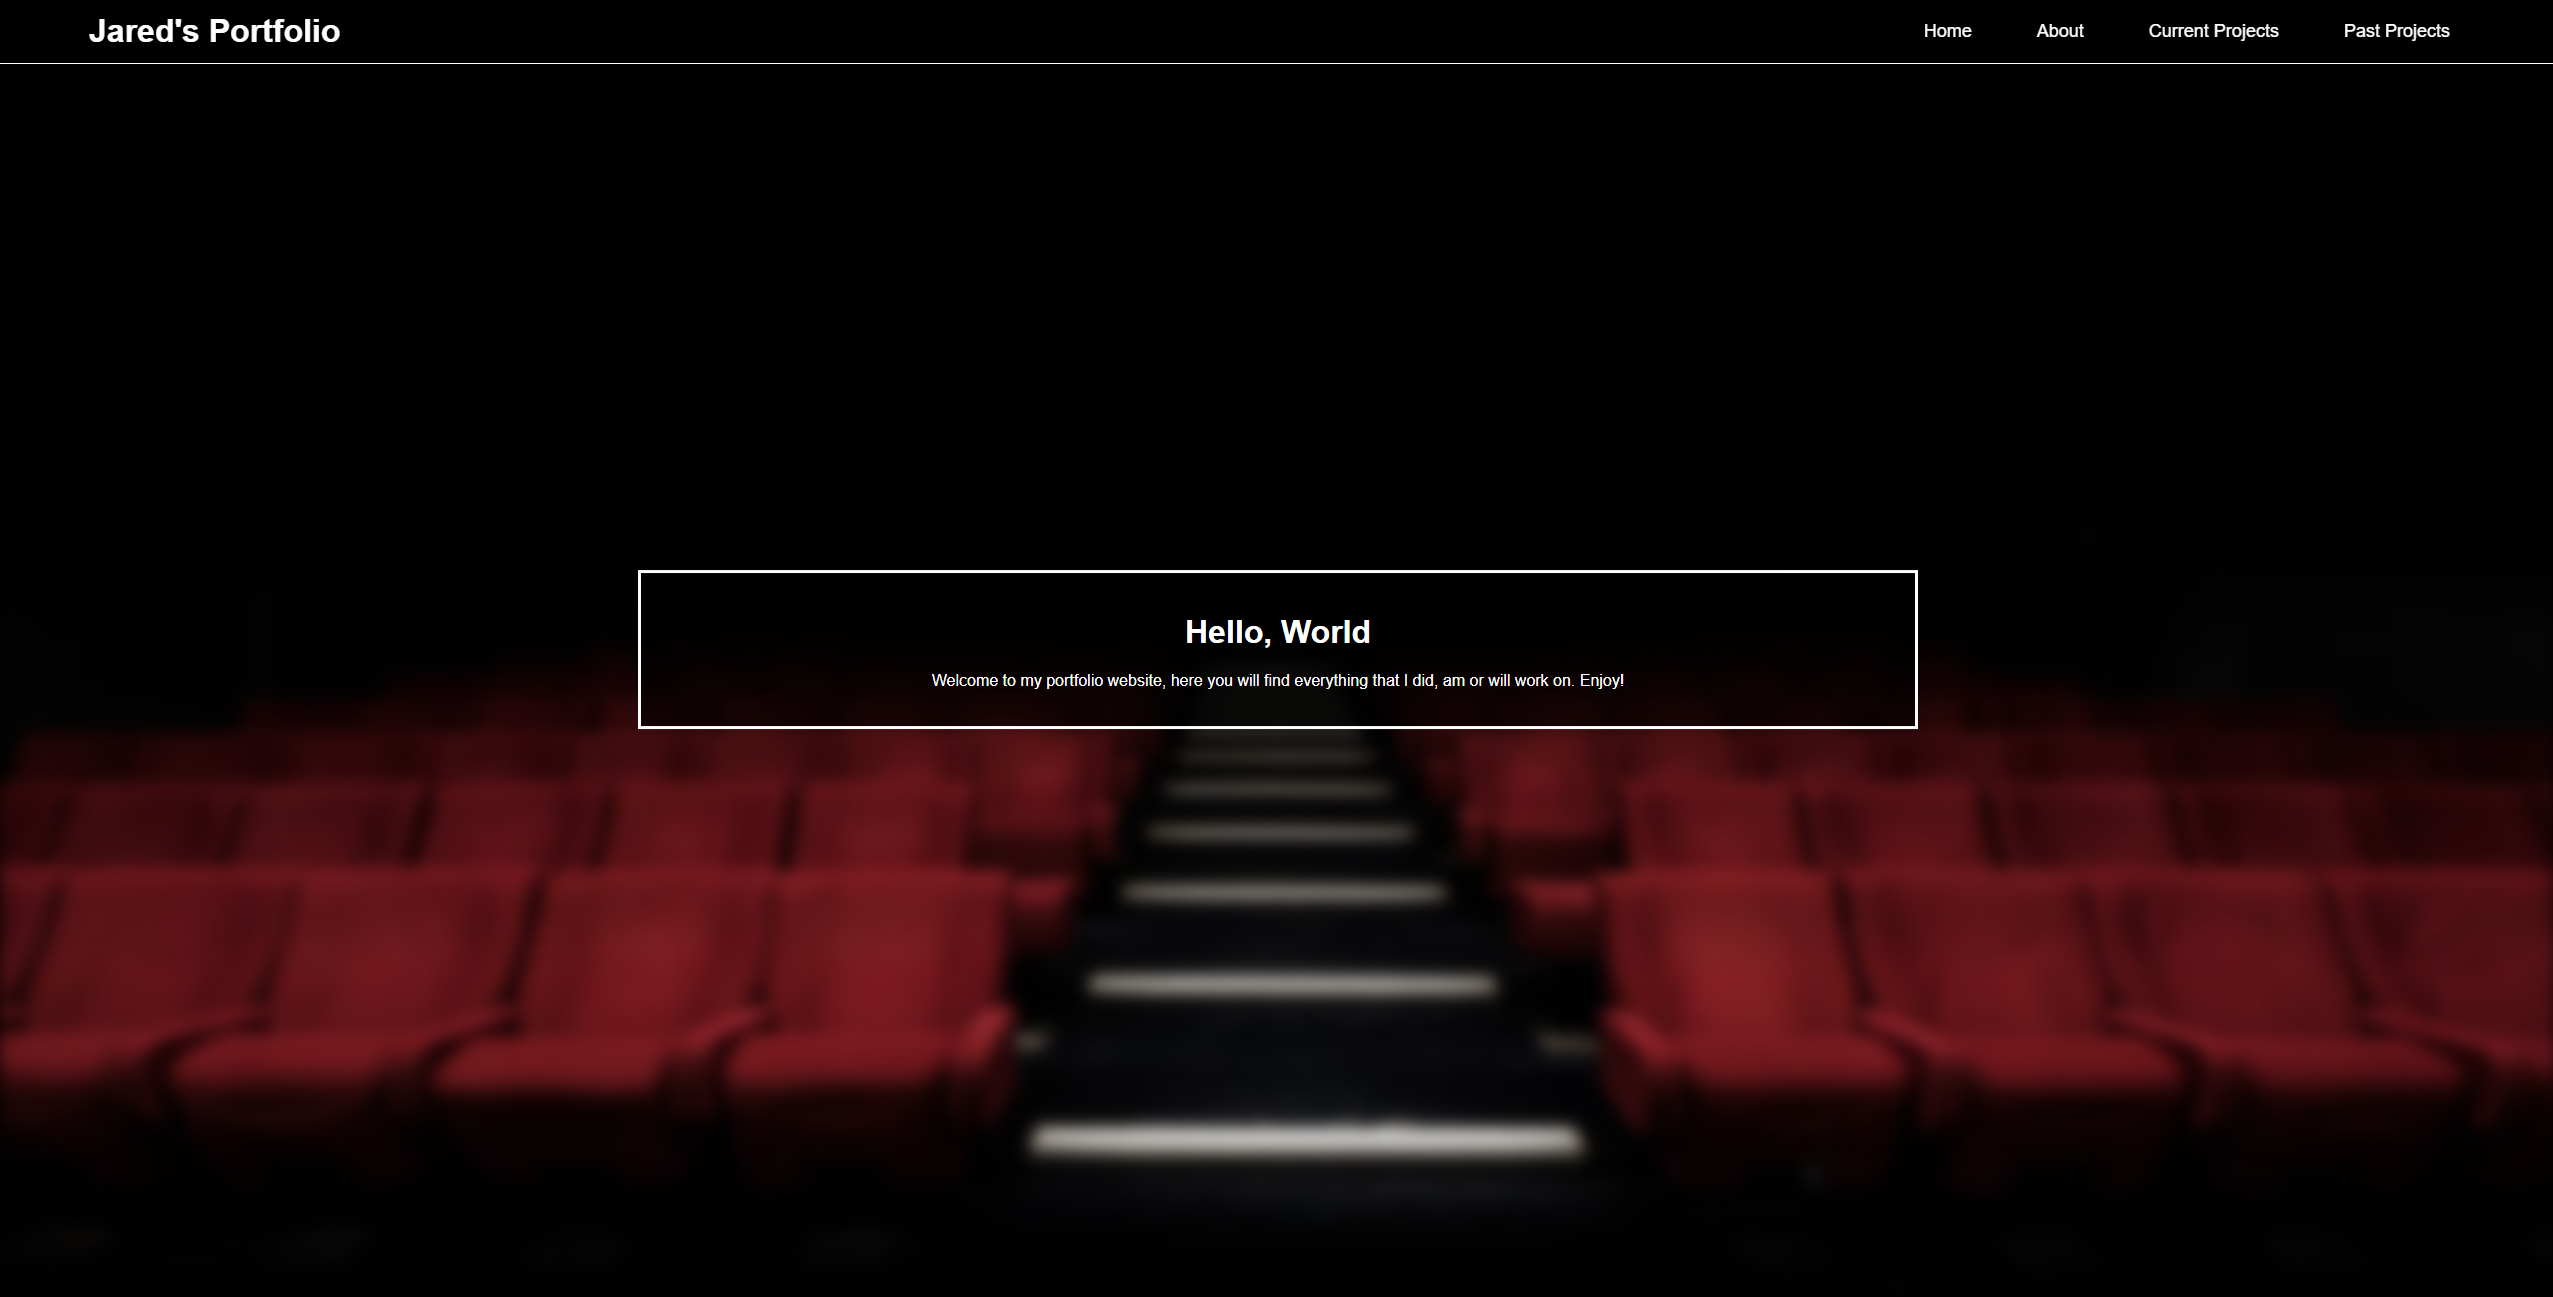 Jared's Portfolio
Home About Current Projects Past Projects
Hello, World
Welcome to my portfolio website, here you will find everything that I did, am or will work on. Enjoy!